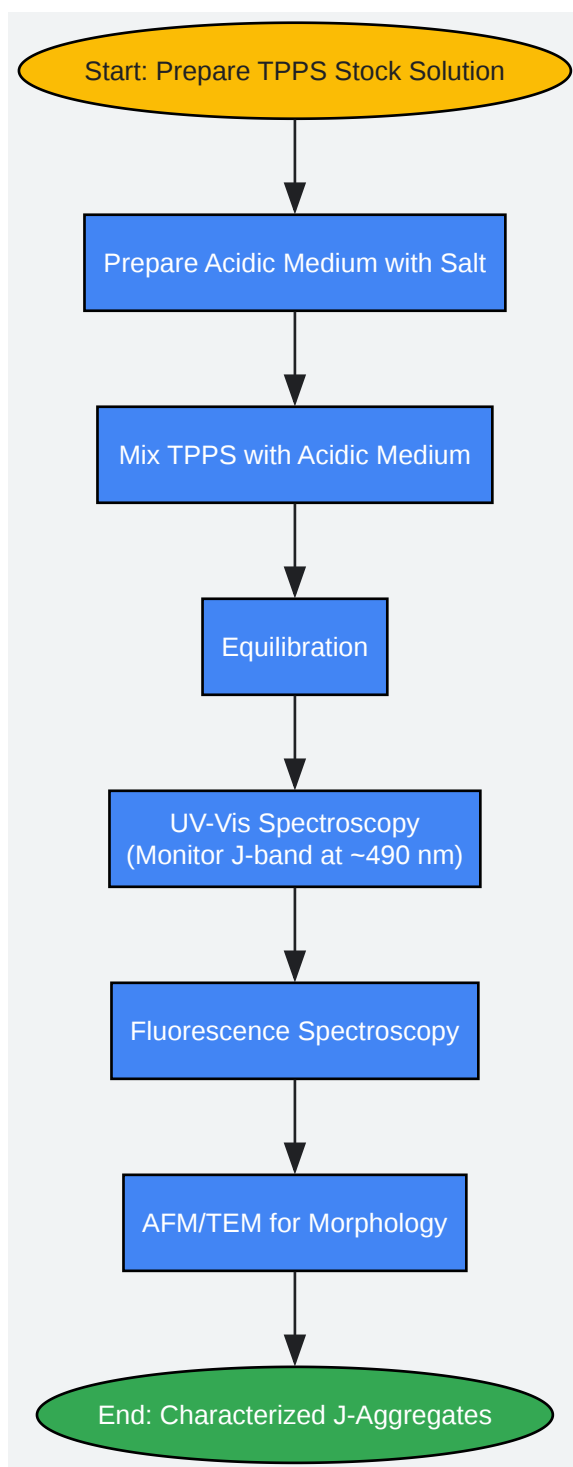 Start: Prepare TPPS Stock Solution
Prepare Acidic Medium with Salt
Mix TPPS with Acidic Medium
Equilibration
UV-Vis Spectroscopy
(Monitor J-band at ~490 nm)
Fluorescence Spectroscopy
AFM/TEM for Morphology
End: Characterized J-Aggregates